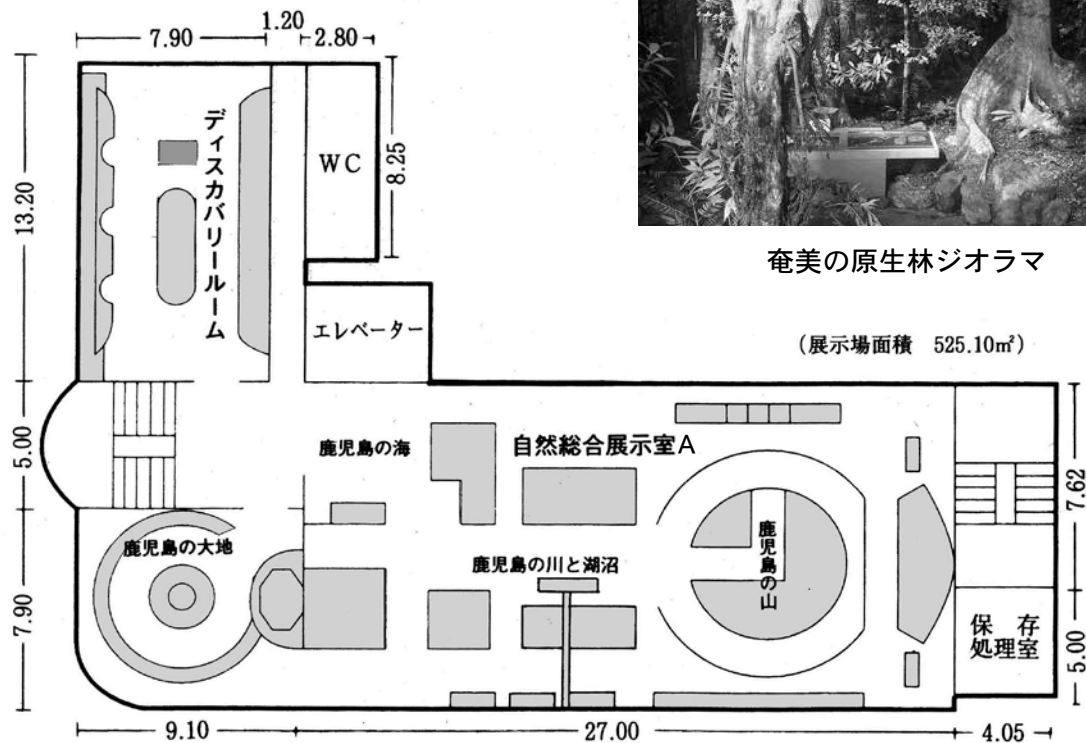 1.20
7.90
2.80
13.20
ディスカバリールーム
WC
8.25
奄美の原生林ジオラマ
エレベーター
(展示場面積 525.10㎡)
5.00
鹿児島の海
自然総合展示室A
7.62
鹿児島の大地
鹿児島の川と湖沼
鹿児島の山
7.90
保存
処理室
5.00
9.10
27.00
4.05